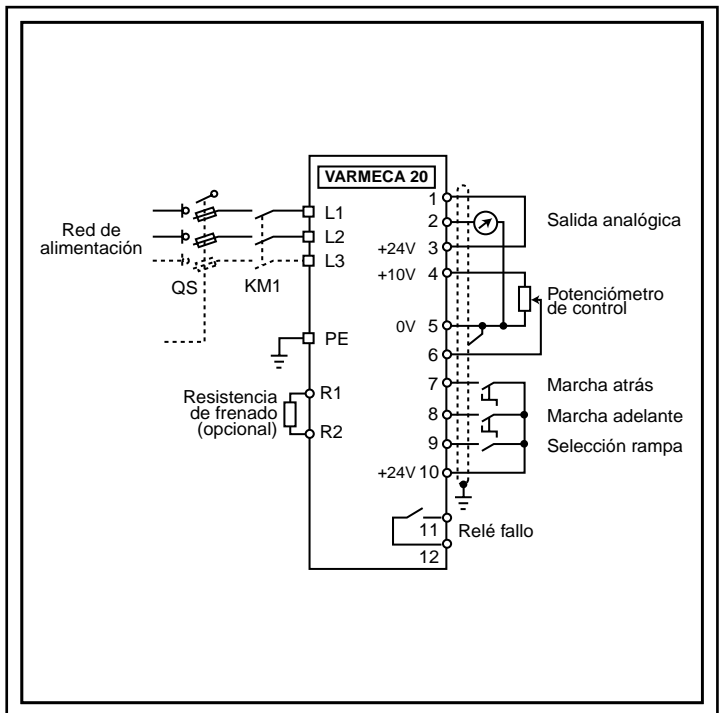 VARMECA 20
Red de
alimentación
QS
KM1
L1
L2
L3
PE
Resistencia
de frenado
(opcional)
R1
R2
1
2
+24V 3
+10V 4
0V 5
6
7
8
9
+24V 10
11
12
Salida analógica
Potenciómetro
de control
Marcha atrás
Marcha adelante
Selección rampa
Relé fallo